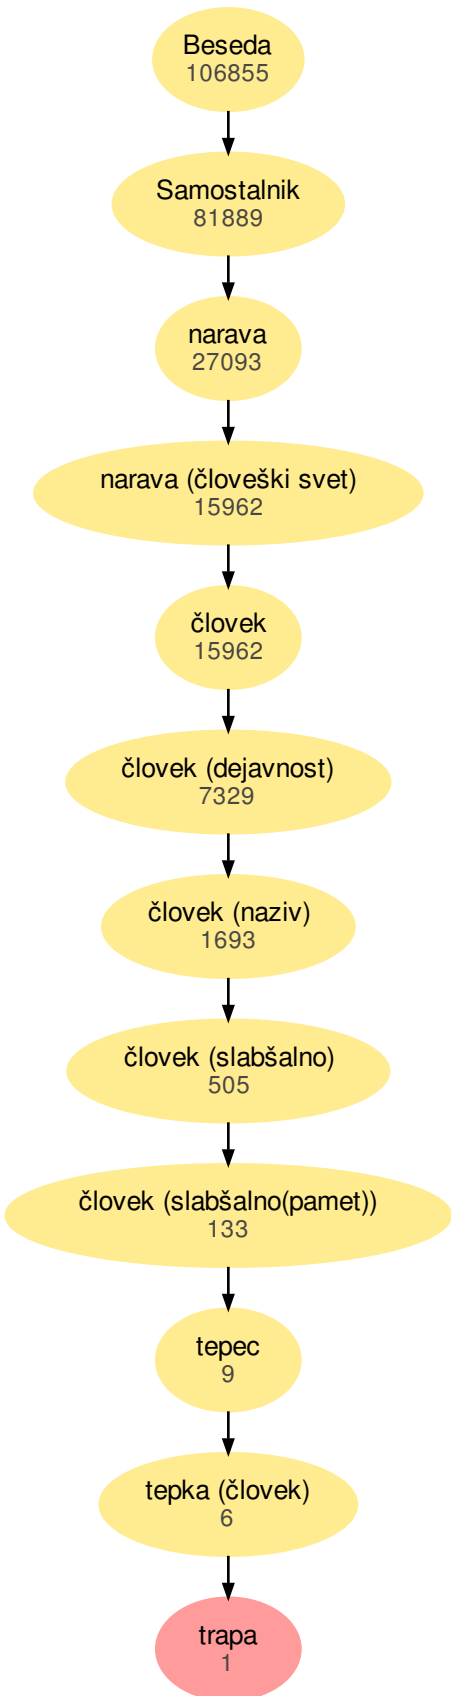 Beseda
106855
Samostalnik
81889
narava
27093
narava (človeški svet)
15962
človek
15962
človek (dejavnost)
7329
človek (naziv)
1693
človek (slabšalno)
505
človek (slabšalno(pamet))
133
tepec
9
tepka (človek)
6
trapa
1